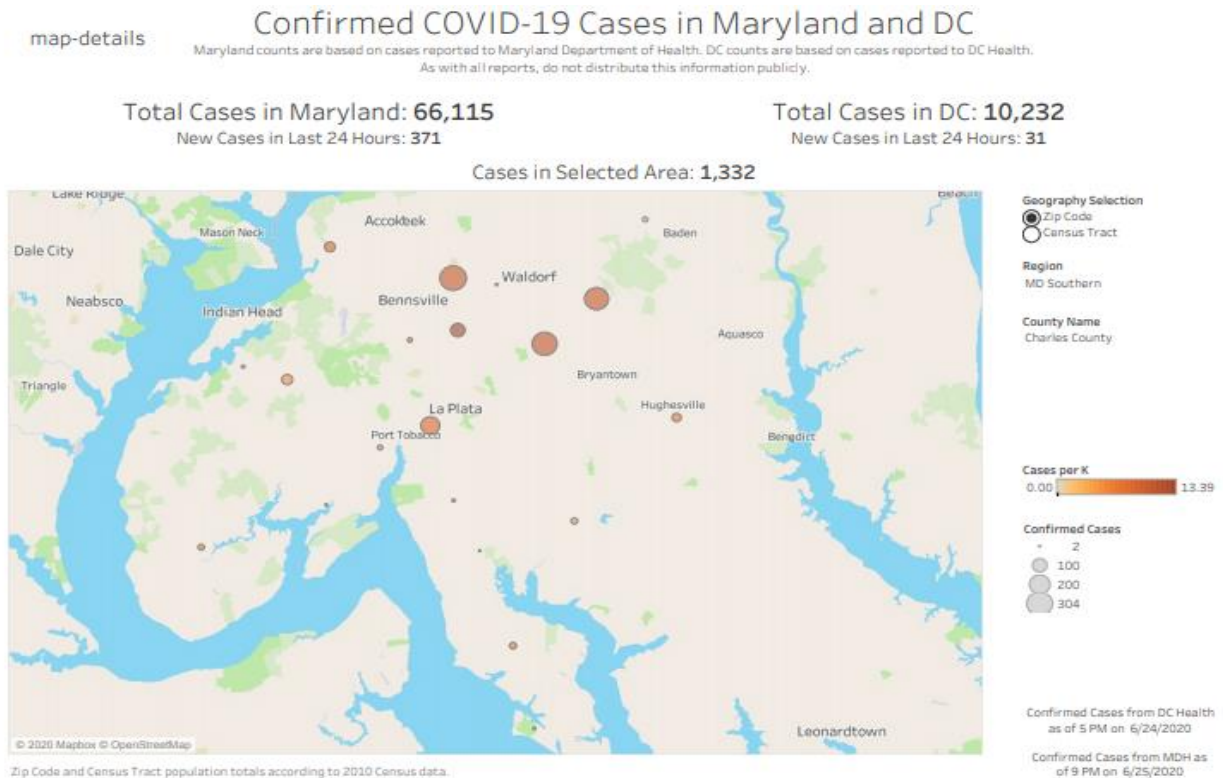 map-details
Confirmed COVID-19 Cases in Maryland and DC
Maryland counts are based on cases reported to Maryland Department of Health. DC counts are based on cases reported to DC Health.
As with all reports, do not distribute this information publicly.
Total Cases in Maryland: 66,115
Total Cases in DC: 10,232
New Cases in Last 24 Hours: 371
New Cases in Last 24 Hours: 31
Cases in Selected Area: 1,332
Lake Ridge
Beach
Accokeek
Mason Neck
Baden
Dale City
Waldorf
Neabsco
Bennsville
Indian Head
Aquasco
Triangle
Bryantown
La Plata
Hughesville
Port Tobacco
Benedict
Leonardtown
© 2020 Mapbox © OpenStreetMap
Geography Selection
Zip Code
Census Tract
Region
MD Southern
County Name
Charles County
Cases per K
0.00 13.39
Confirmed Cases
2
100
200
304
Confirmed Cases from DC Health
as of 5 PM on 6/24/2020
Confirmed Cases from MDH as
of 9 PM on 6/25/2020
Zip Code and Census Tract population totals according to 2010 Census data.